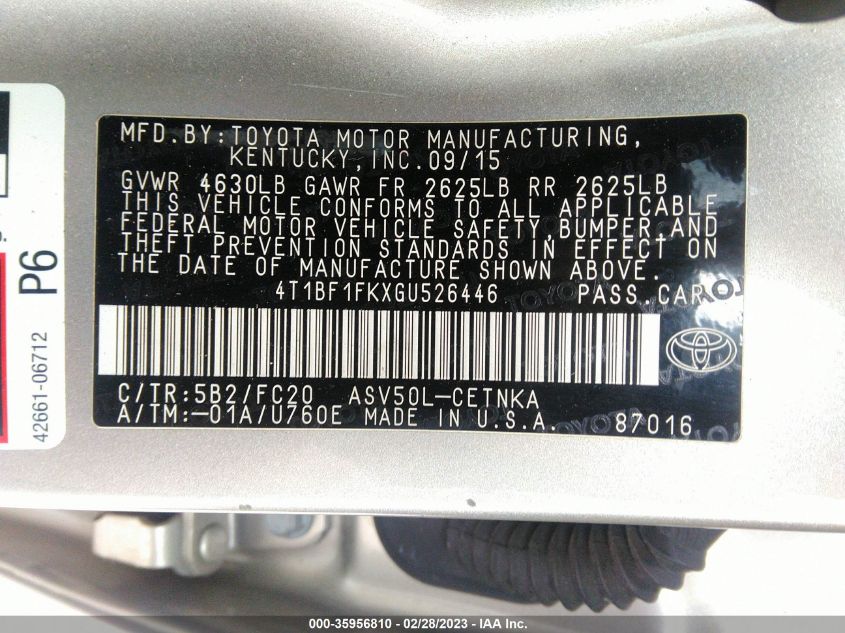 MFD.BY:TOYOTA MOTOR MANUFACTURING,
KENTUCKY,INC.09/15
GVWR 4630LB GAWR FR 2625LB RR 2625LB
THIS VEHICLE CONFORMS TO ALL APPLICABLE
FEDERAL MOTOR VEHICLE SAFETY,BUMPER,AND
THEFT PREVENTION STANDARDS IN EFFECT ON
THE DATE OF MANUFACTURE SHOWN ABOVE.
4T1BF1FKXGU526446 PASS.CAR
C/TR:5B2/FC20 ASV50L-CETNKA
A/TM:-01A/U760E MADE IN U.S.A. 87016
P6
42661-06712
000-35956810 - 02/28/2023 - IAA Inc.